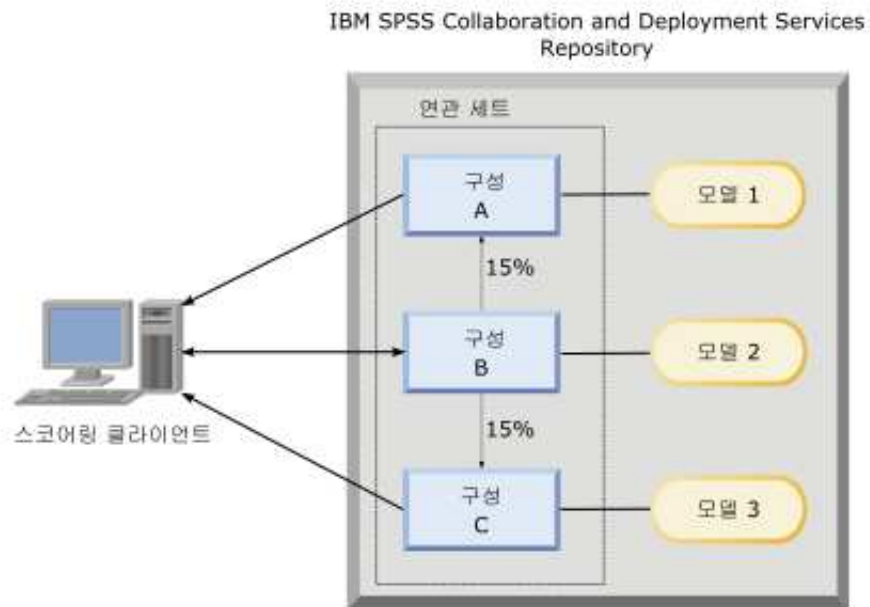 IBM SPSS Collaboration and Deployment Services
Repository
연관 세트
구성
A
모델 1
15%
구성
B
모델 2
스코어링 클라이언트
15%
구성
C
모델 3